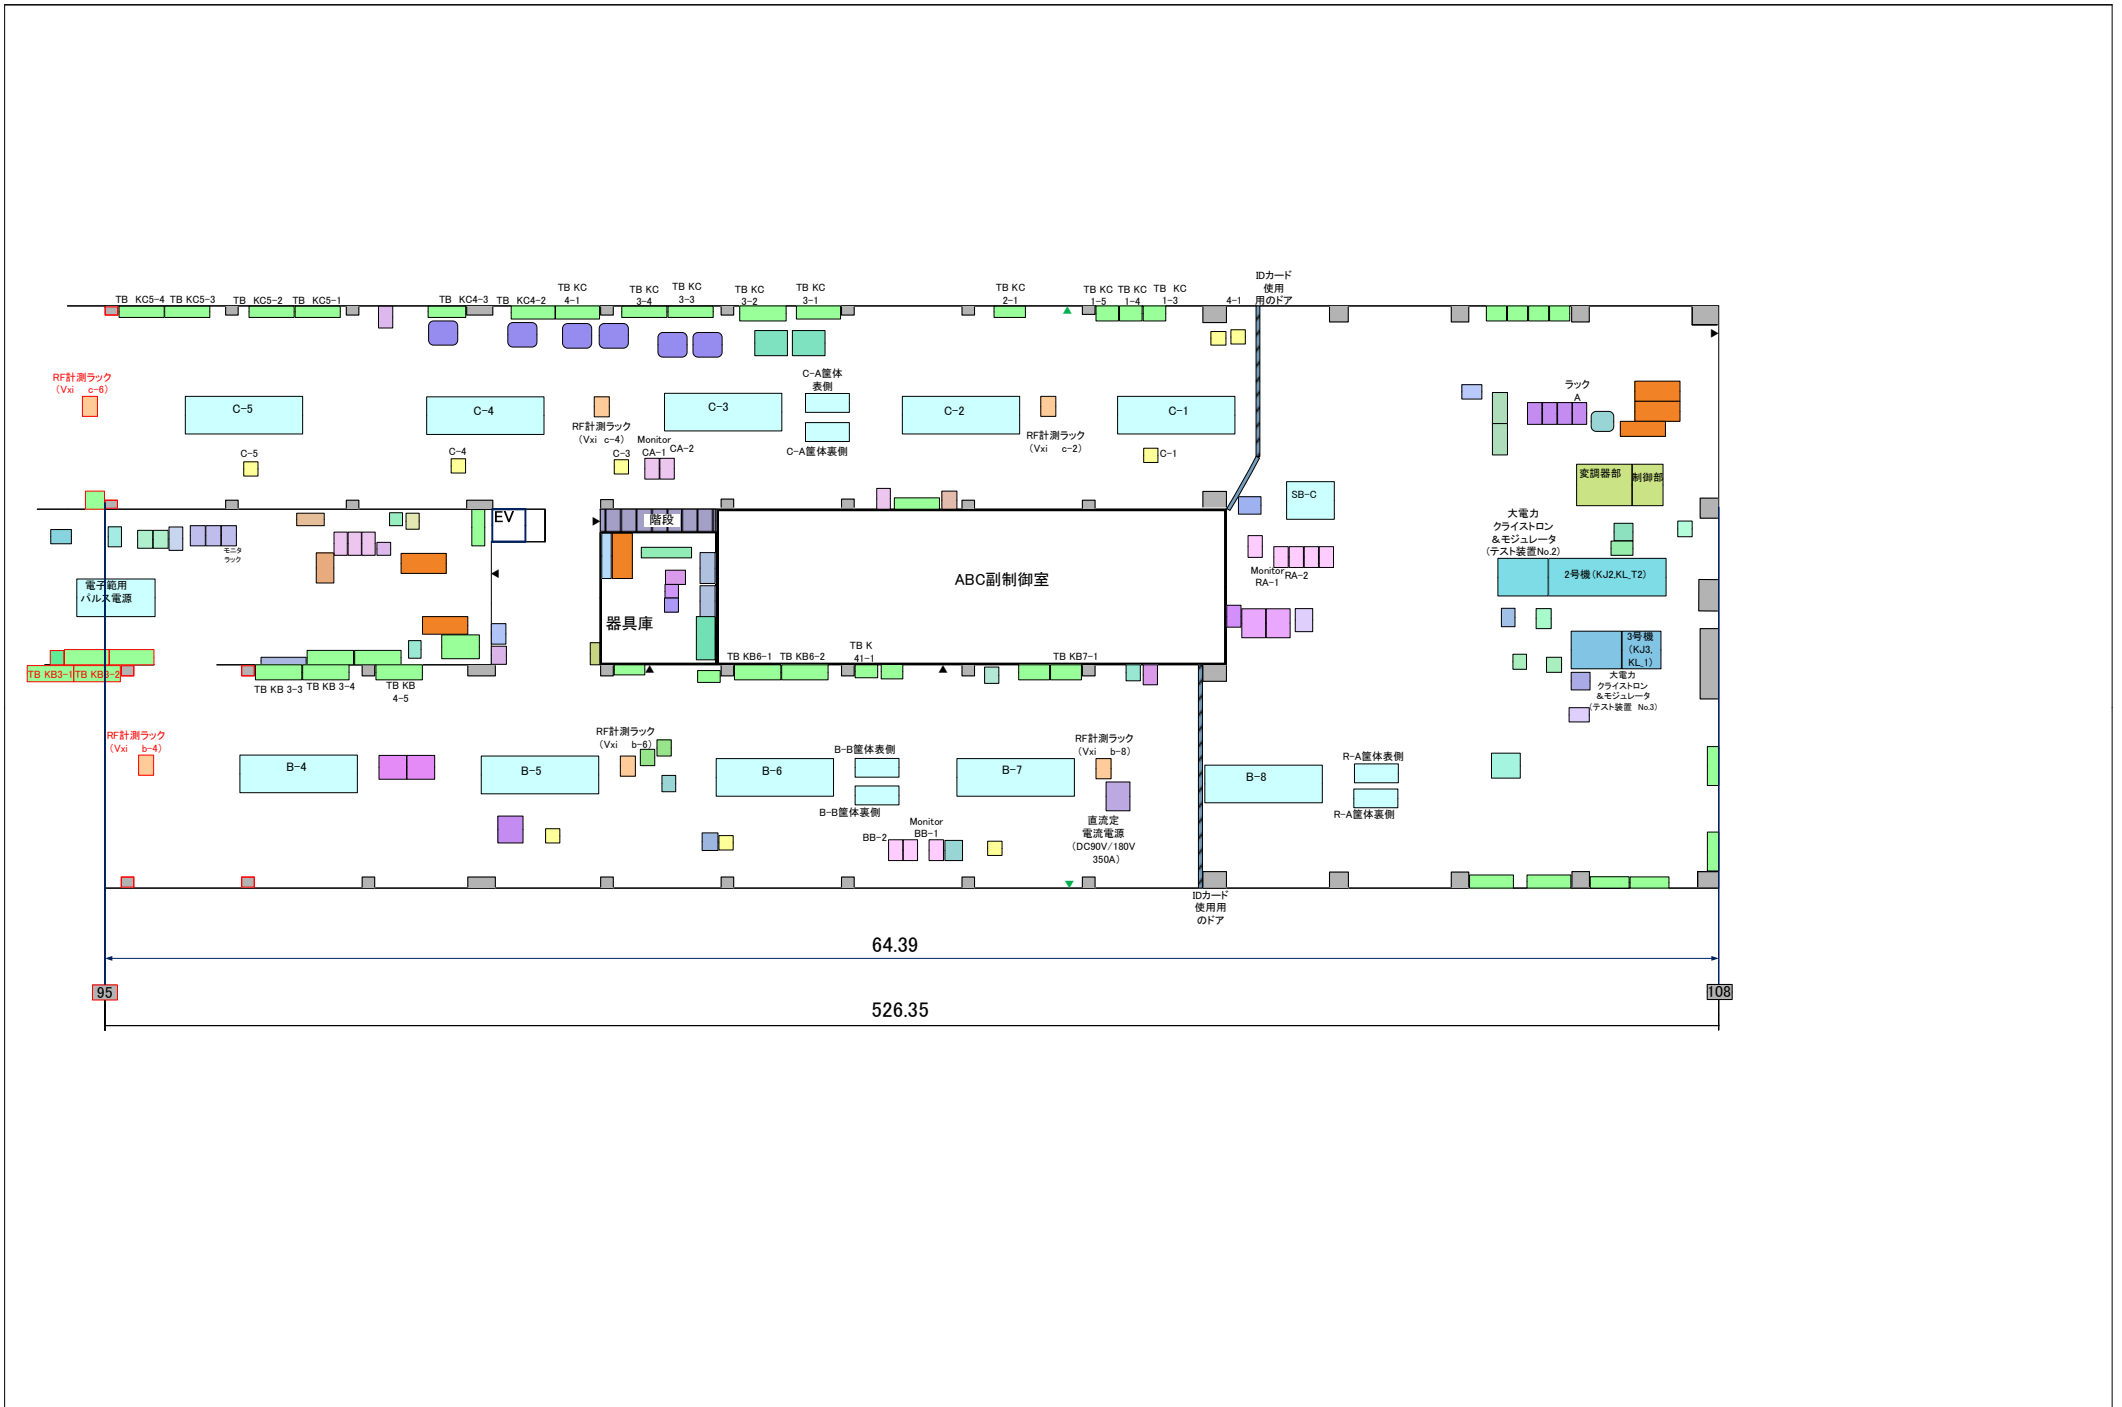 IDカード
使用
用のドア
TB KC5-4 TB KC5-3
TB KC5-2 TB KC5-1
TB KC4-3
TB KC4-2
TB KC
4-1
TB KC
3-4
TB KC
3-3
TB KC
3-2
TB KC
3-1
TB KC
2-1
TB KC
1-5
TB KC
1-4
TB KC
1-3
4-1
RF計測ラック
(Vxi c-6)
C-5
C-4
RF計測ラック
(Vxi c-4)
C-3
C-A筐体
表側
C-A筐体裏側
C-2
RF計測ラック
(Vxi c-2)
C-1
ラック
A
C-5
C-4
C-3
Monitor
CA-1
CA-2
C-1
変調器部
制御部
SB-C
EV
階段
モニタ
ラック
電子範用
パルス電源
器具庫
ABC副制御室
Monitor
RA-1
RA-2
大電力
クライストロン
&モジュレータ
(テスト装置No.2)
2号機(KJ2,KL_T2)
3号機
(KJ3,
KL_1)
大電力
クライストロン
&モジュレータ
(テスト装置 No.3)
TB KB3-1 TB KB3-2
TB KB 3-3 TB KB 3-4
TB KB
4-5
TB KB6-1 TB KB6-2
TB K
41-1
TB KB7-1
RF計測ラック
(Vxi b-4)
B-4
B-5
RF計測ラック
(Vxi b-6)
B-6
B-B筐体表側
B-B筐体裏側
B-7
RF計測ラック
(Vxi b-8)
B-8
R-A筐体表側
R-A筐体裏側
BB-2
Monitor
BB-1
直流定
電流電源
(DC90V/180V
350A)
IDカード
使用用
のドア
64.39
95
108
526.35